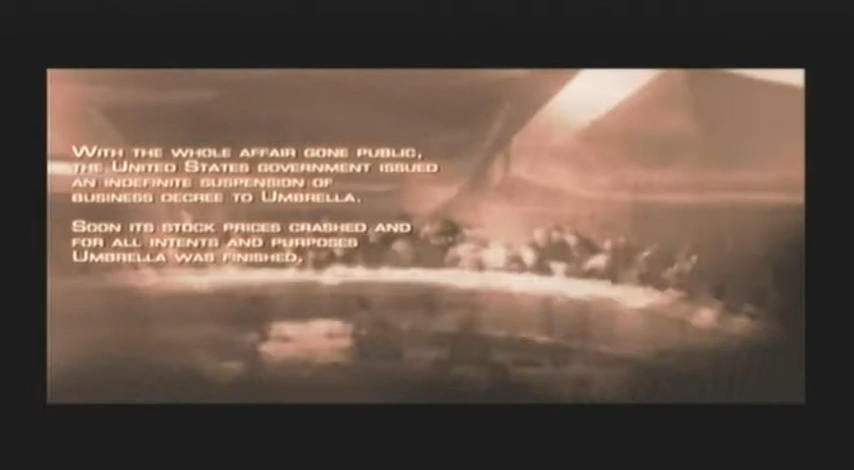 With the whole affair gone public,
the United States government issued
an indefinite suspension of
business decree to Umbrella.
Soon its stock prices crashed and
for all intents and purposes
Umbrella was finished,